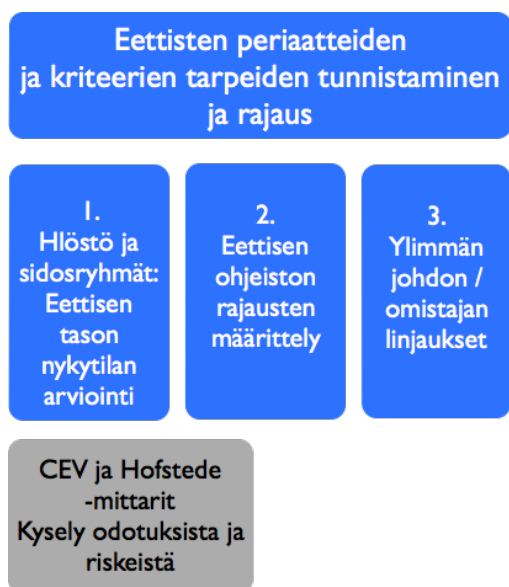 Eettisten periaatteiden
ja kriteerien tarpeiden tunnistaminen
ja rajaus
1.
Hlöstö ja
sidosryhmät:
Eettisen
tason
nykytilan
arviointi
2.
Eettisen
ohjeiston
rajausten
määrittely
3.
Ylimmän
johdon /
omistajan
linjaukset
CEV ja Hofstede
-mittarit
Kysely odotuksista ja
riskeistä